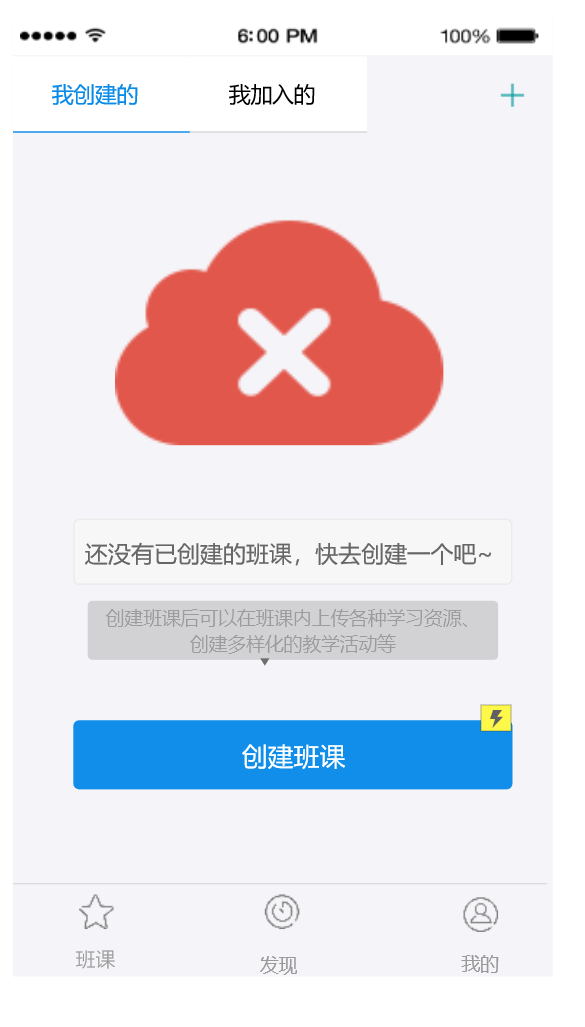 6:00 PM
100%
我创建的
我加入的
还没有已创建的班课，快去创建一个吧~
创建班课后可以在班课内上传各种学习资源、
创建多样化的教学活动等
创建班课
班课
发现
我的